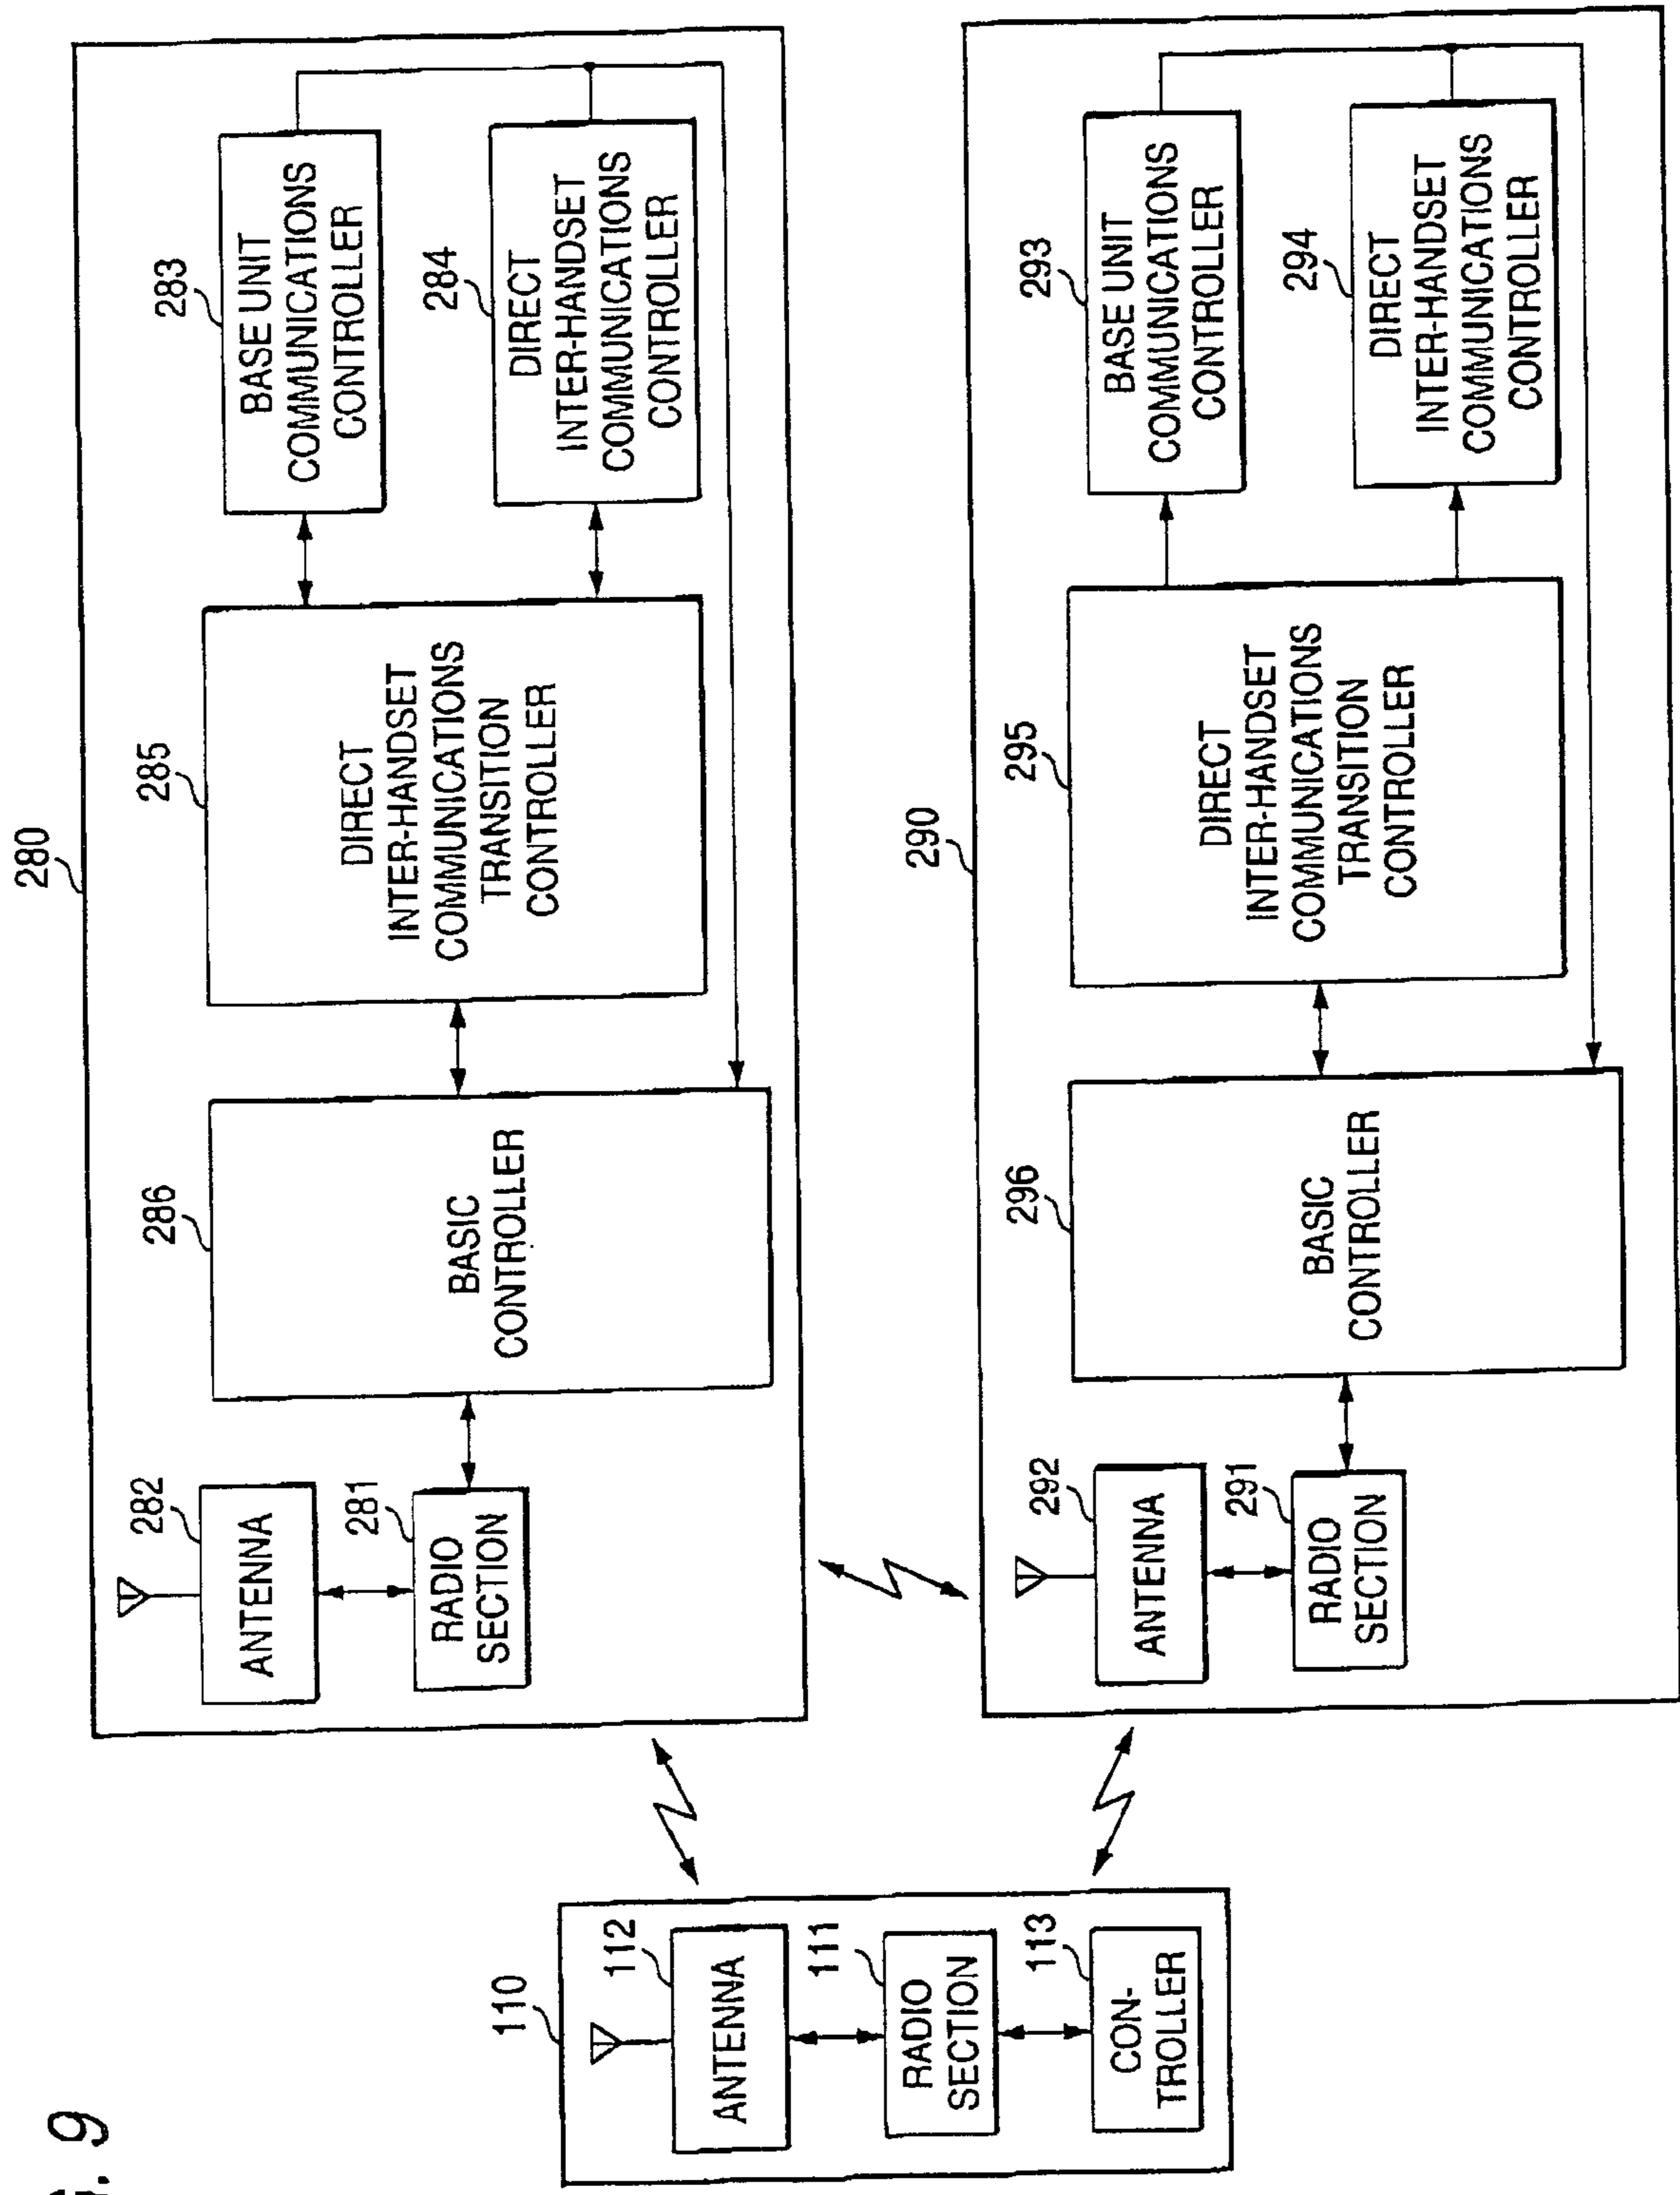 G. 9
280
282
ANTENNA
281
RADIO
SECTION
286
BASIC
CONTROLLER
285
DIRECT
INTER-HANDSET
COMMUNICATIONS
TRANSITION
CONTROLLER
283
BASE UNIT
COMMUNICATIONS
CONTROLLER
284
DIRECT
INTER-HANDSET
COMMUNICATIONS
CONTROLLER
110
112
ANTENNA
111
RADIO
SECTION
113
CON-
TROLLER
290
292
ANTENNA
291
RADIO
SECTION
296
BASIC
CONTROLLER
295
DIRECT
INTER-HANDSET
COMMUNICATIONS
TRANSITION
CONTROLLER
293
BASE UNIT
COMMUNICATIONS
CONTROLLER
294
DIRECT
INTER-HANDSET
COMMUNICATIONS
CONTROLLER